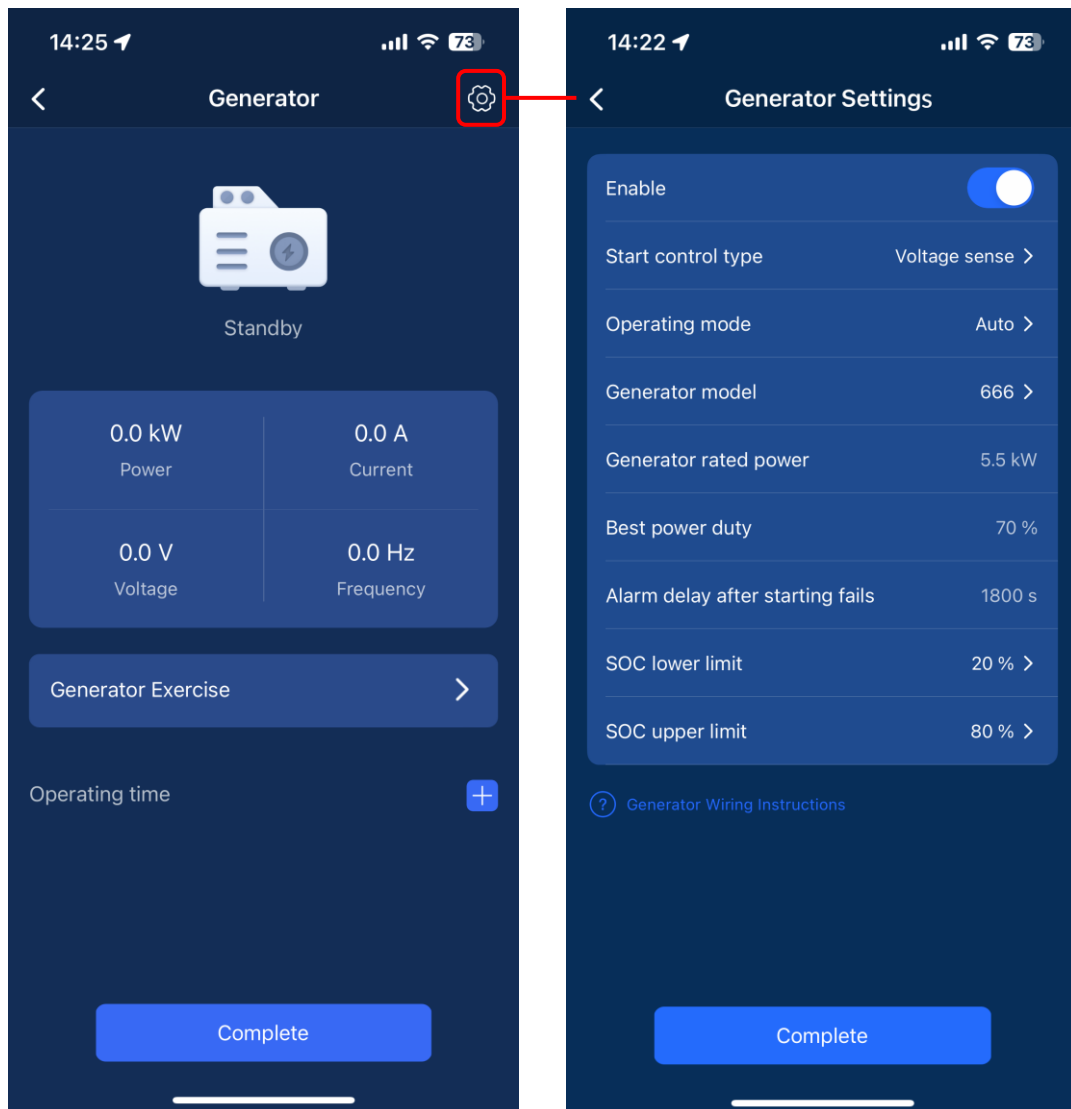 14:25
73
Generator
Standby
0.0 kW
Power
0.0 A
Current
0.0 V
Voltage
0.0 Hz
Frequency
Generator Exercise
Operating time
Complete
14:22
73
Generator Settings
Enable
Start control type Voltage sense
Operating mode Auto
Generator model 666
Generator rated power 5.5 kW
Best power duty 70 %
Alarm delay after starting fails 1800 s
SOC lower limit 20 %
SOC upper limit 80 %
? Generator Wiring Instructions
Complete